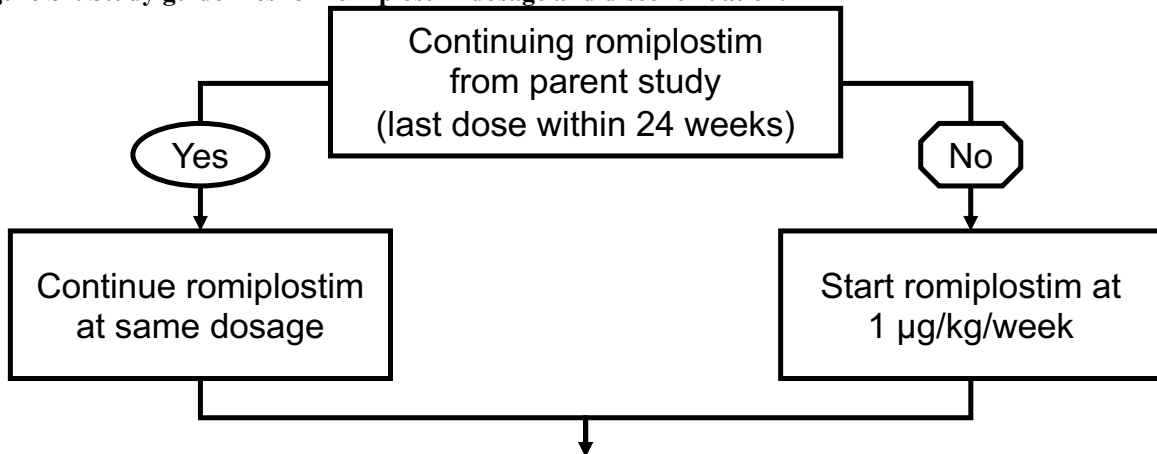 Continuing romiplostim
from parent study
(last dose within 24 weeks)
Yes
No
Continue romiplostim
at same dosage
Start romiplostim at
1 µg/kg/week